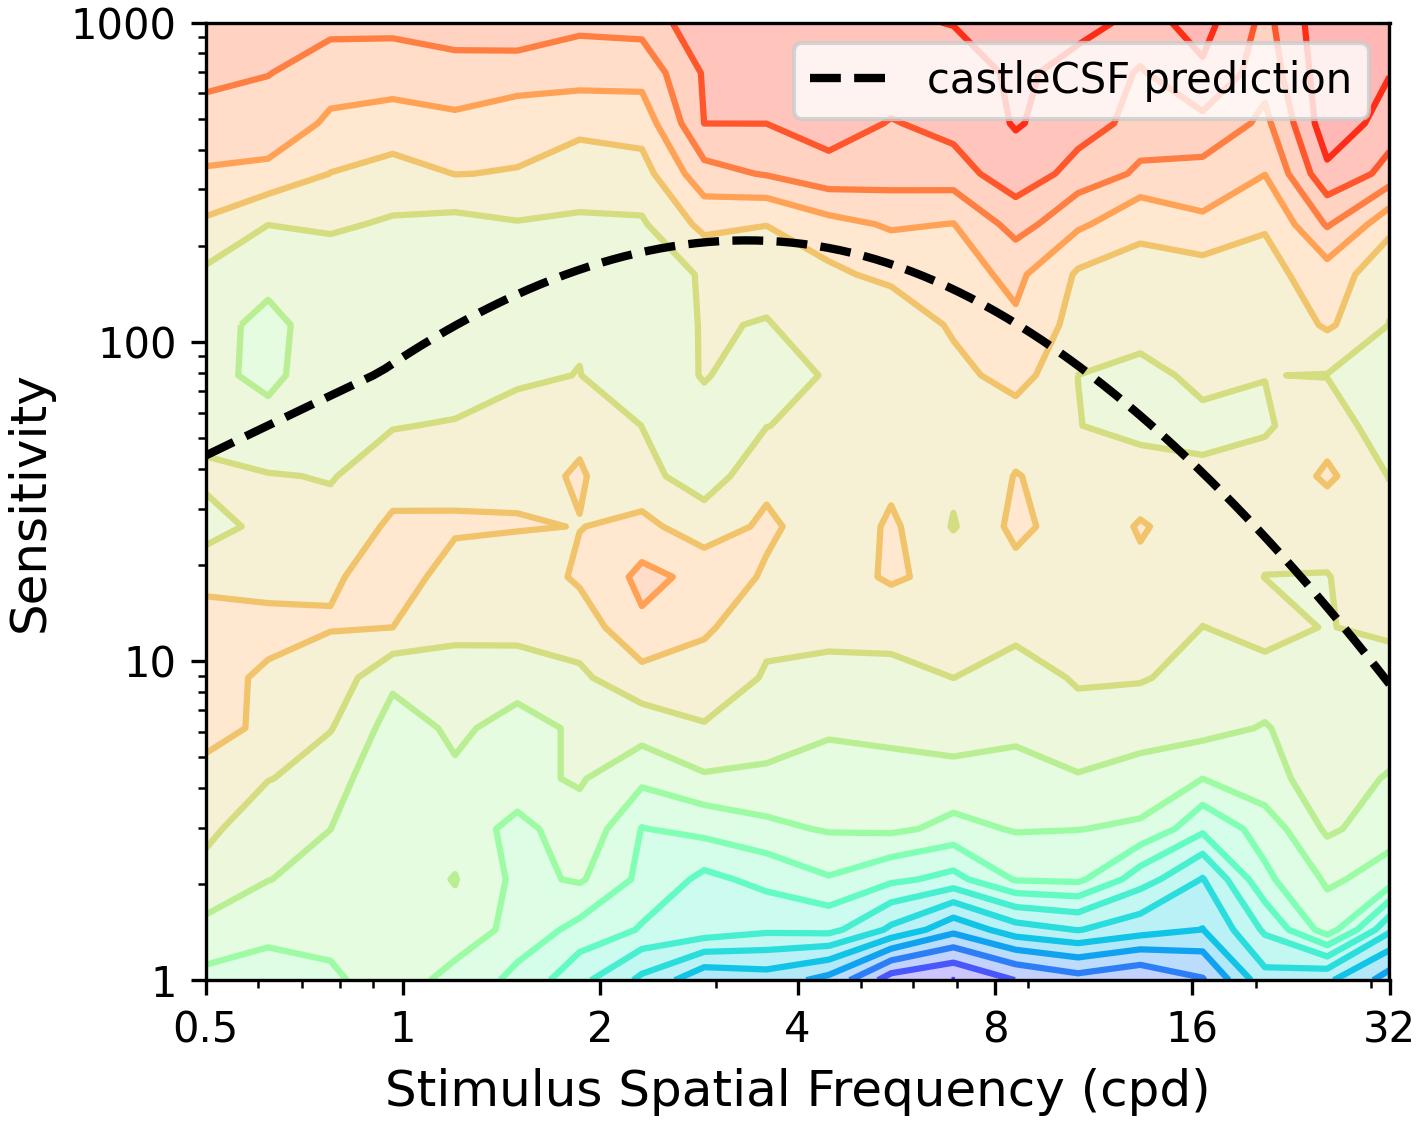 1000
castleCSF prediction
100
Sensitivity
10
1
0.5 1 2 4 8 16 32
Stimulus Spatial Frequency (cpd)